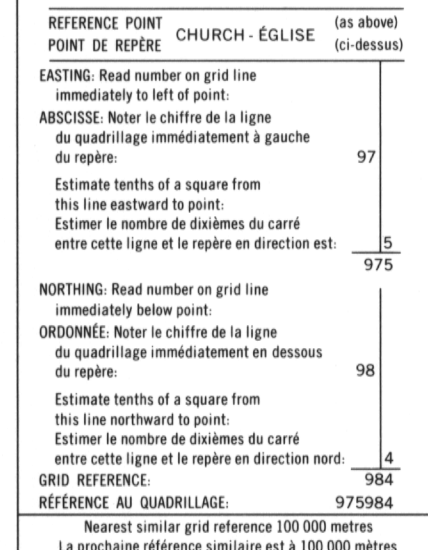 REFERENCE POINT CHURCH - ÉGLISE (as above)
POINT DE REPÈRE (ci-dessus)
EASTING: Read number on grid line
immediately to left of point:
ABSCISSE: Noter le chiffre de la ligne
du quadrillage immédiatement à gauche
du repère: 97
Estimate tenths of a square from
this line eastward to point:
Estimer le nombre de dixièmes du carré
entre cette ligne et le repère en direction est: 5
975
NORTHING: Read number on grid line
immediately below point:
ORDONNÉE: Noter le chiffre de la ligne
du quadrillage immédiatement en dessous
du repère: 98
Estimate tenths of a square from
this line northward to point:
Estimer le nombre de dixièmes du carré
entre cette ligne et le repère en direction nord: 4
GRID REFERENCE: 984
RÉFÉRENCE AU QUADRILLAGE: 975984
Nearest similar grid reference 100 000 metres
La prochaine référence similaire est à 100 000 mètres